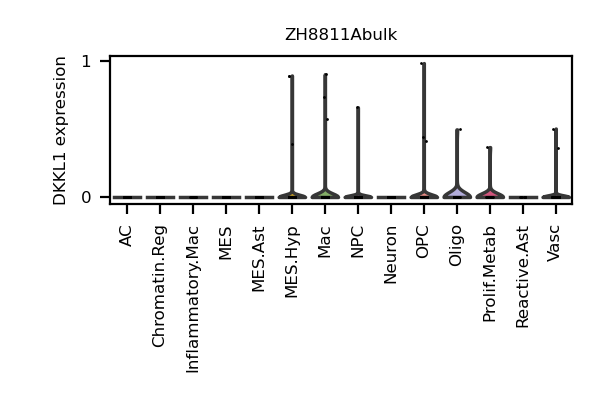 ZH8811Abulk
DKKL1 expression
1
0
AC
Chromatin.Reg
Inflammatory.Mac
MES
MES.Ast
MES.Hyp
Mac
NPC
Neuron
OPC
Oligo
Prolif.Metab
Reactive.Ast
Vasc